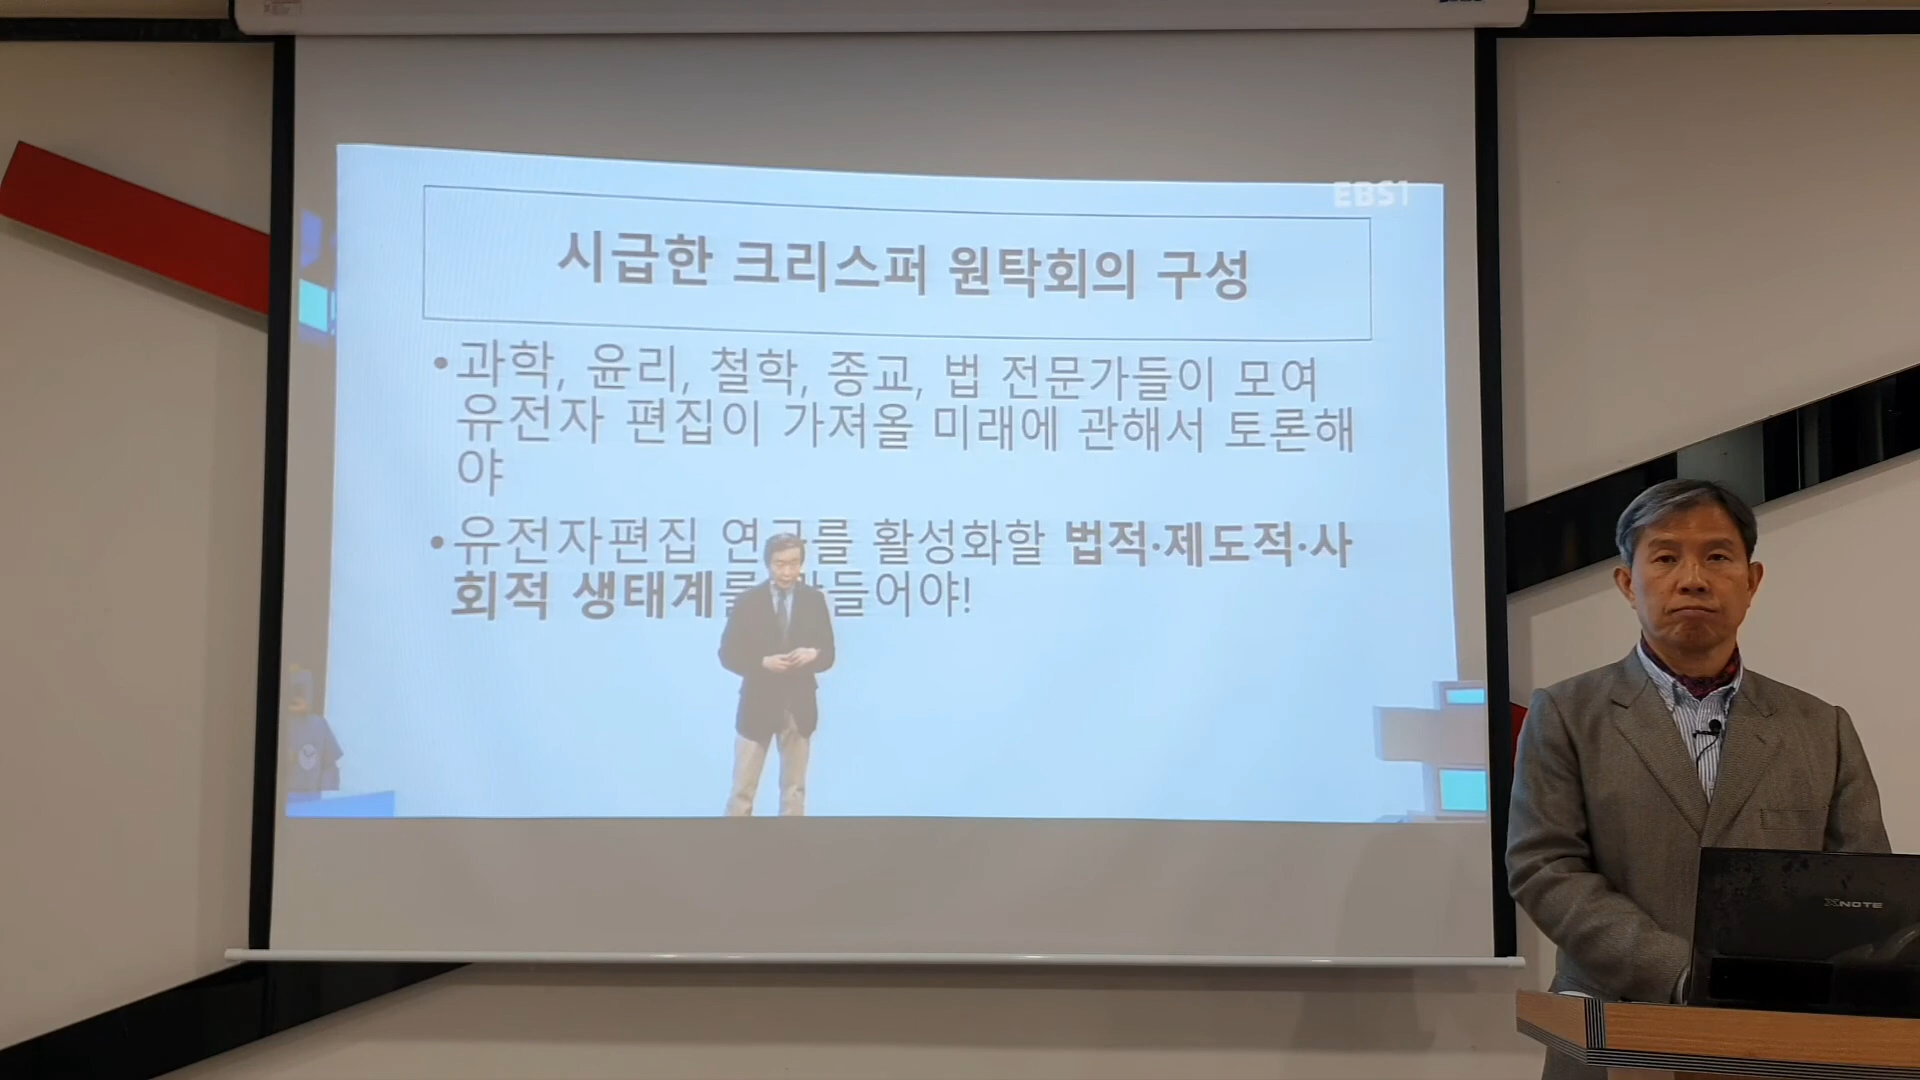 EBS1
시급한 크리스퍼 원탁회의 구성
•과학, 윤리, 철학, 종교, 법 전문가들이 모여
유전자 편집이 가져올 미래에 관해서 토론해
야
•유전자편집 를 활성화할 법적·제도적·사
회적 생태계를 들어야!
XNOTE